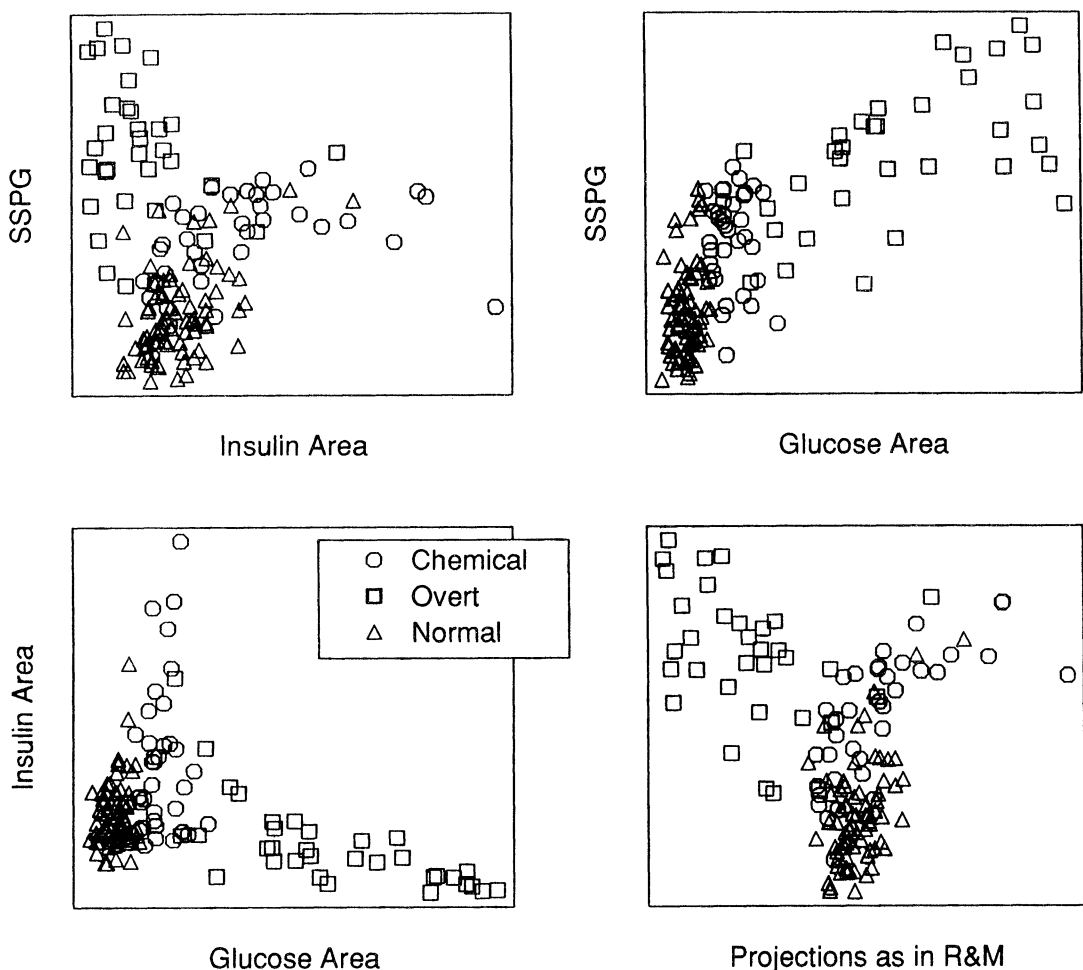 SSPG
Insulin Area
SSPG
Glucose Area
Insulin Area
Chemical
Overt
Normal
Glucose Area
Projections as in R&M